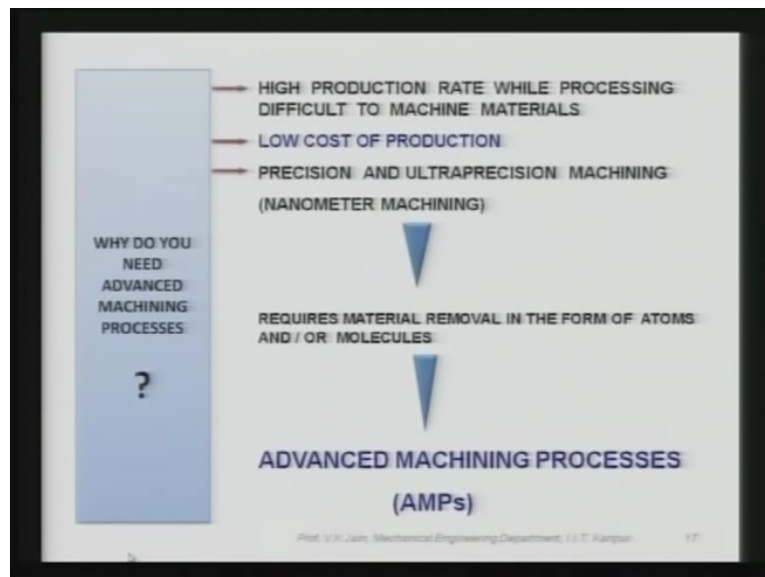 WHY DO YOU
NEED
ADVANCED
MACHINING
PROCESSES
?
HIGH PRODUCTION RATE WHILE PROCESSING
DIFFICULT TO MACHINE MATERIALS
LOW COST OF PRODUCTION
PRECISION AND ULTRAPRECISION MACHINING
(NANOMETER MACHINING)
REQUIRES MATERIAL REMOVAL IN THE FORM OF ATOMS
AND / OR MOLECULES
ADVANCED MACHINING PROCESSES
(AMPs)
Prof. V.K. Jain, Mechanical Engineering Department, I.I.T. Kanpur 17